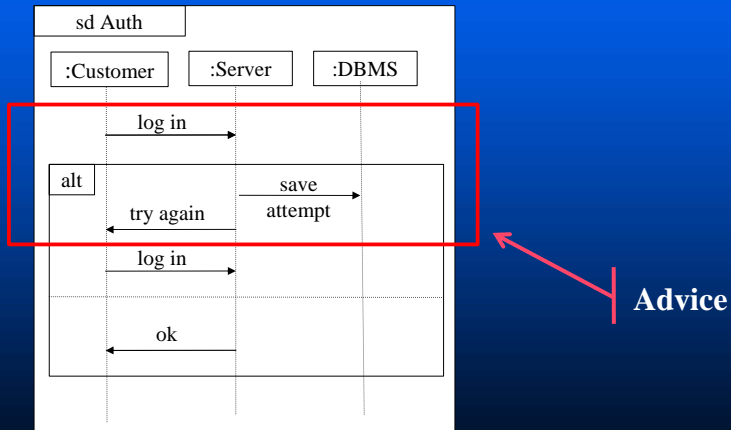 sd Auth
:Customer :Server :DBMS
log in
alt
save
attempt
try again
log in
Advice
ok